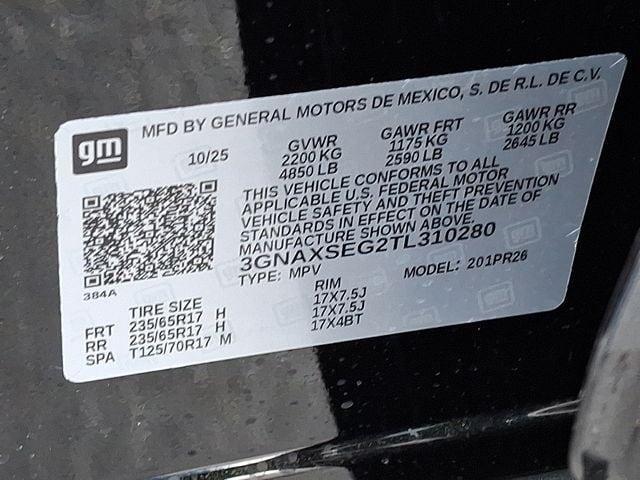 MFD BY GENERAL MOTORS DE MEXICO, S. DE R.L. DE C.V.
gm
10/25
GVWR GAWR FRT GAWR RR
2200 KG 1175 KG 1200 KG
4850 LB 2590 LB 2645 LB
THIS VEHICLE CONFORMS TO ALL
APPLICABLE U.S. FEDERAL MOTOR
VEHICLE SAFETY AND THEFT PREVENTION
STANDARDS IN EFFECT ON THE DATE OF
MANUFACTURE SHOWN ABOVE.
3GNAXSEG2TL310280
TYPE: MPV MODEL: 201PR26
384A
TIRE SIZE RIM
FRT 235/65R17 H 17X7.5J
RR 235/65R17 H 17X7.5J
SPA T125/70R17 M 17X4BT